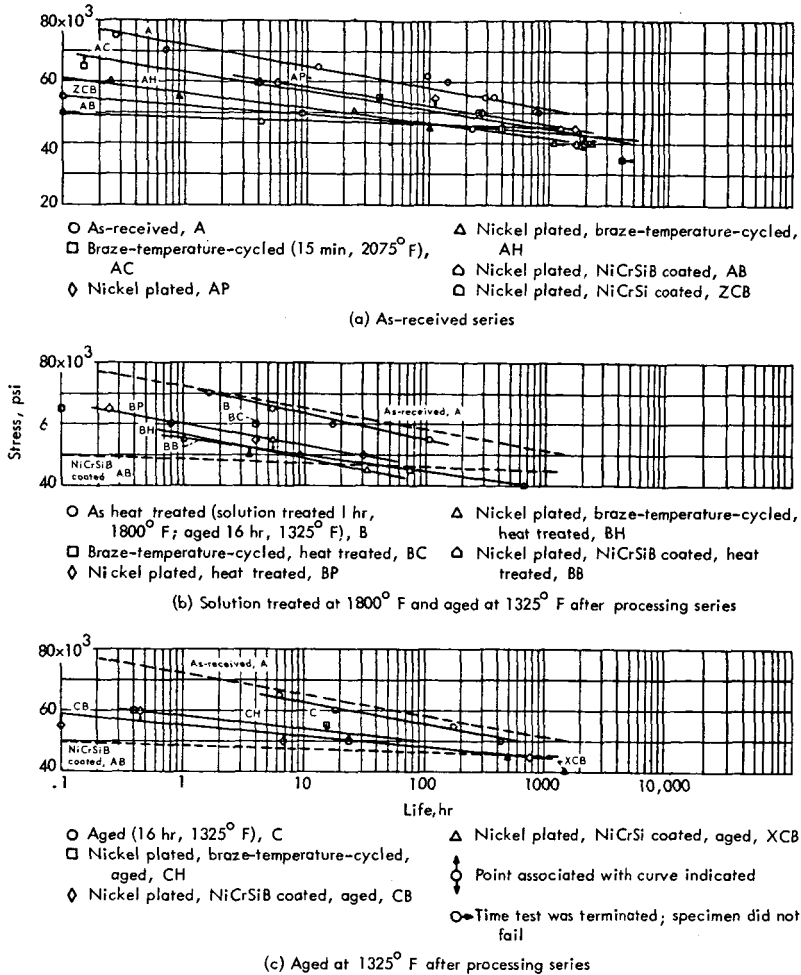 80x10³
60
40
20
A
AC
AP
AH
ZCB
AB
O As-received, A
□ Braze-temperature-cycled (15 min, 2075° F),
AC
◊ Nickel plated, AP
△ Nickel plated, braze-temperature-cycled,
AH
Nickel plated, NiCrSiB coated, AB
Nickel plated, NiCrSi coated, ZCB
(a) As-received series
Stress, psi
80x10³
6
40
As-received, A
B
BP
BC
BH
BB
NiCrSiB
coated AB
O As heat treated (solution treated l hr,
1800° F; aged 16 hr, 1325° F), B
□ Braze-temperature-cycled, heat treated, BC
◊ Nickel plated, heat treated, BP
△ Nickel plated, braze-temperature-cycled,
heat treated, BH
Nickel plated, NiCrSiB coated, heat
treated, BB
(b) Solution treated at 1800° F and aged at 1325° F after processing series
80x10³
60
40
As-received, A
CB
CH
C
NiCrSiB
coated, AB
XCB
.1
1
10
100
1000
10,000
Life, hr
O Aged (16 hr, 1325° F), C
□ Nickel plated, braze-temperature-cycled,
aged, CH
◊ Nickel plated, NiCrSiB coated, aged, CB
△ Nickel plated, NiCrSi coated, aged, XCB
Point associated with curve indicated
Time test was terminated; specimen did not
fail
(c) Aged at 1325° F after processing series